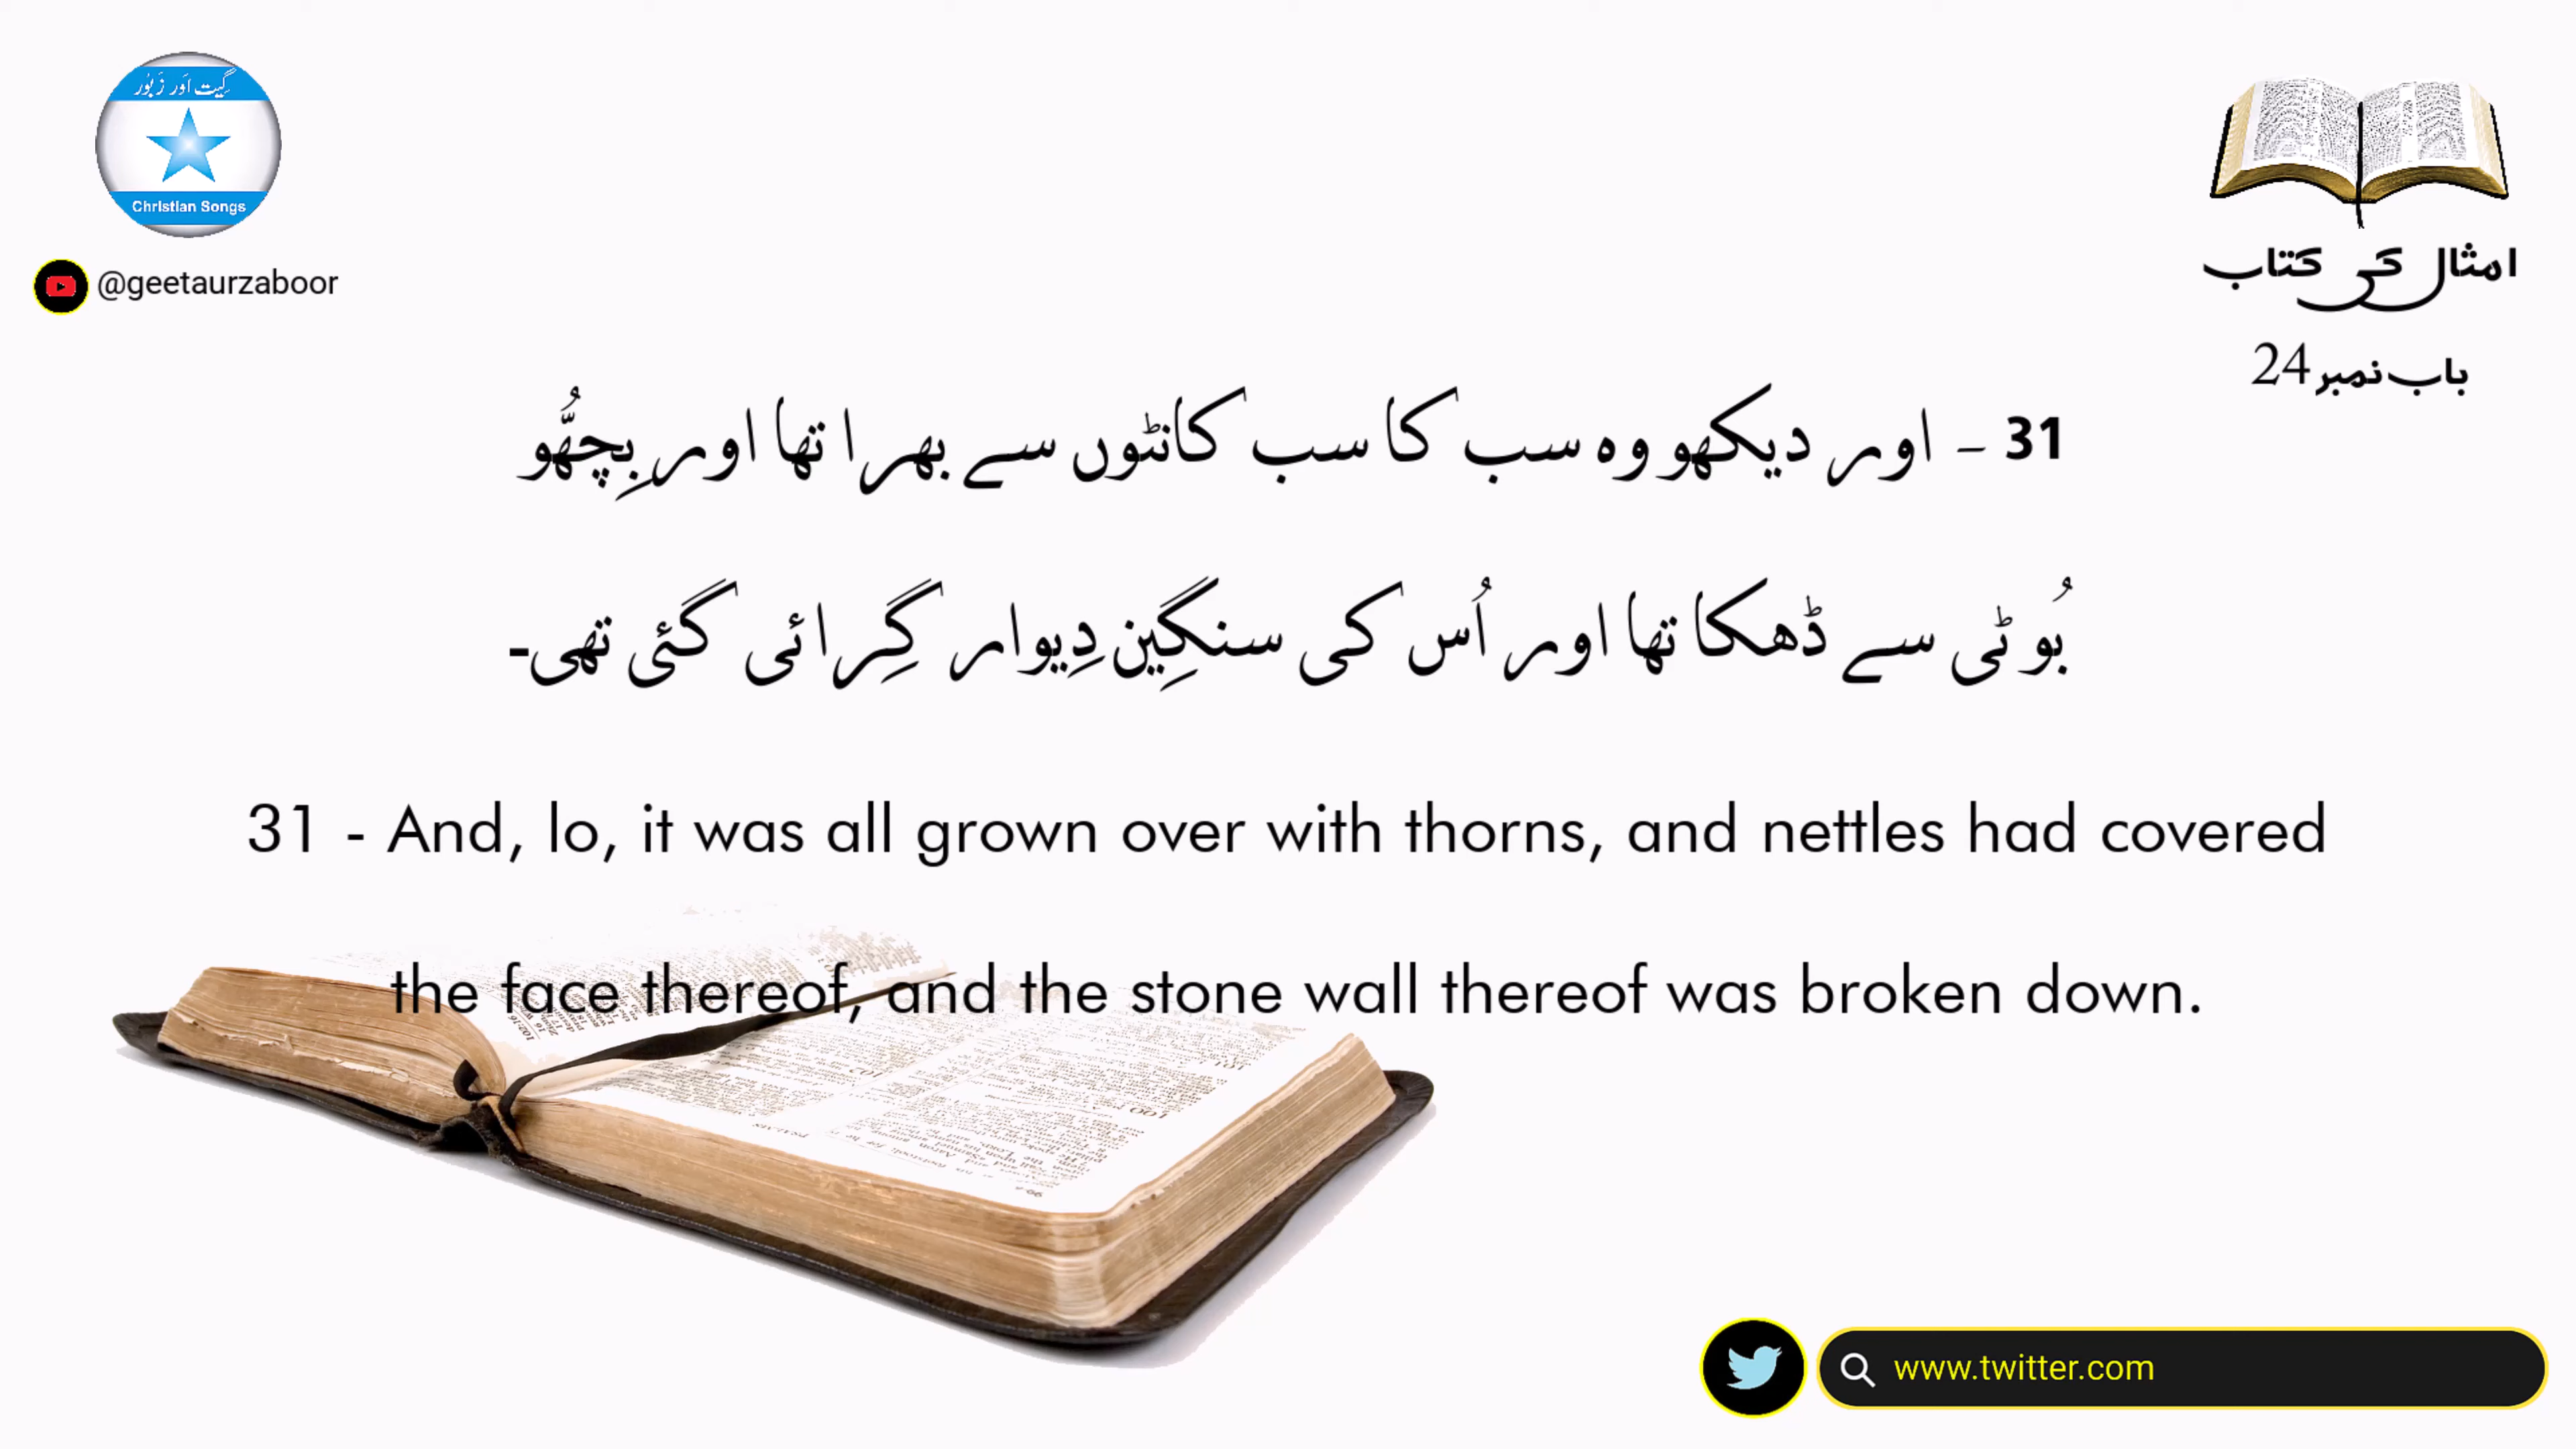 گیت اَور زبُور
Christian Songs
@geetaurzaboor
امثال کی کتاب
باب نمبر 24
31 - اور دیکھو وہ سب کا سب کانٹوں سے بھرا تھا اور بِچھُّو
بُوٹی سے ڈھکا تھا اور اُس کی سنگِین دِیوار گِرائی گئی تھی۔
31 - And, lo, it was all grown over with thorns, and nettles had covered
the face thereof, and the stone wall thereof was broken down.
www.twitter.com